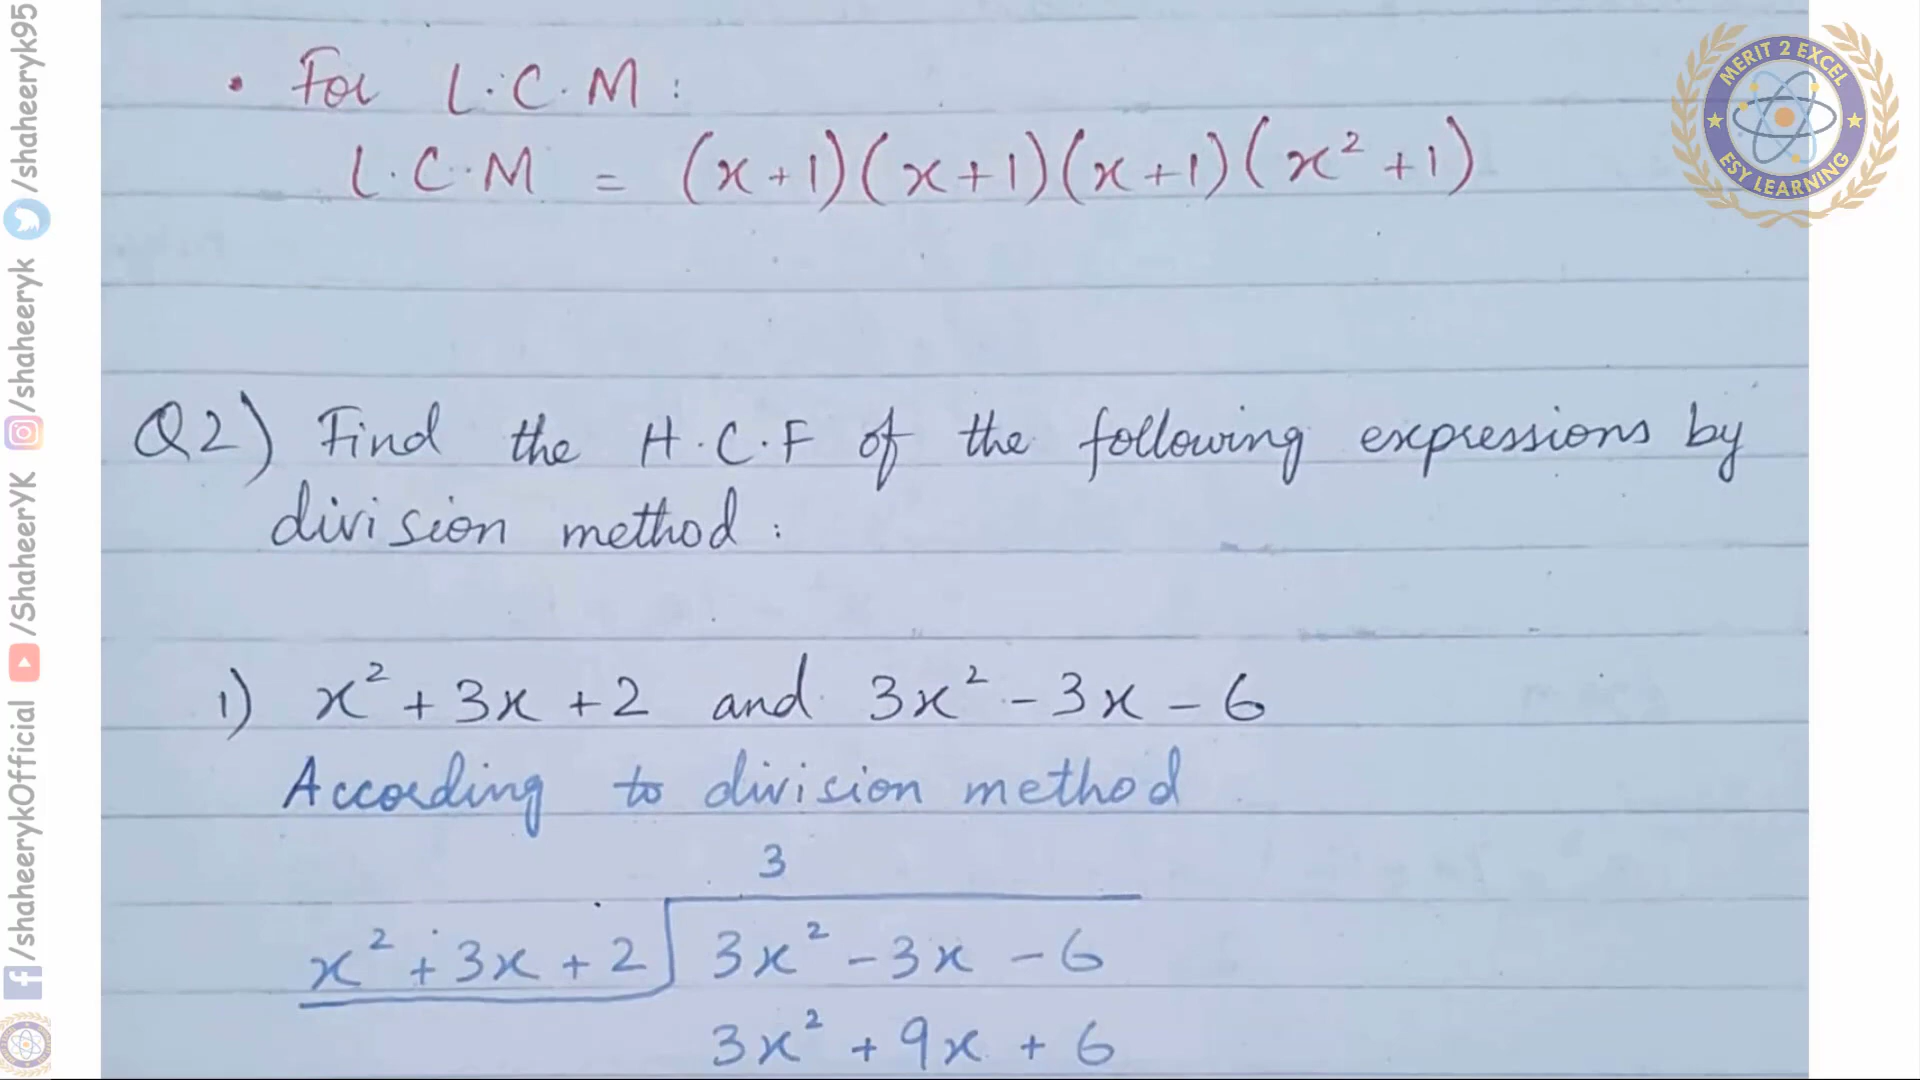 • For L.C.M:
L.C.M = (x+1)(x+1)(x+1)(x²+1)
Q2) Find the H.C.F of the following expressions by
division method:
1) x²+3x+2 and 3x²-3x-6
According to division method
3
x²+3x+2 3x²-3x-6
3x²+9x+6
MERIT 2 EXCEL
ESY LEARNING
/shaheerykOfficial /ShaheerYK /shaheeryk /shaheeryk95